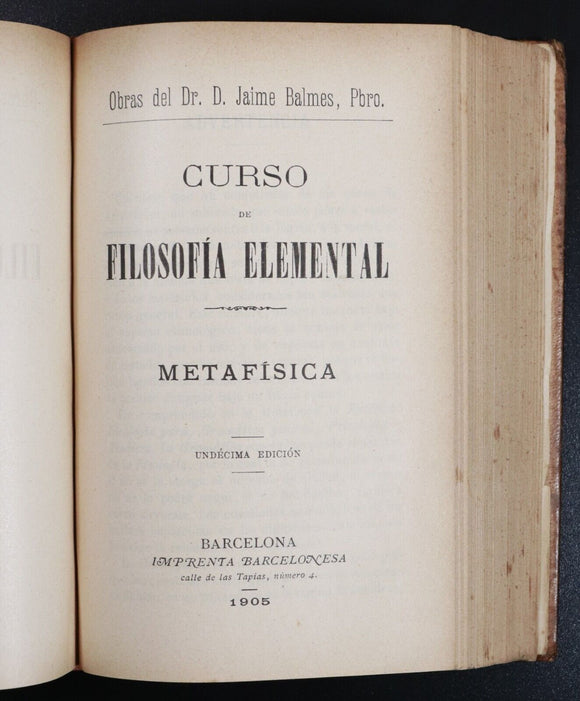 Obras del Dr. D. Jaime Balmes, Pbro.
CURSO
DE
FILOSOFÍA ELEMENTAL
METAFÍSICA
UNDÉCIMA EDICIÓN
BARCELONA
IMPRENTA BARCELONESA
calle de las Tapias, número 4.
1905